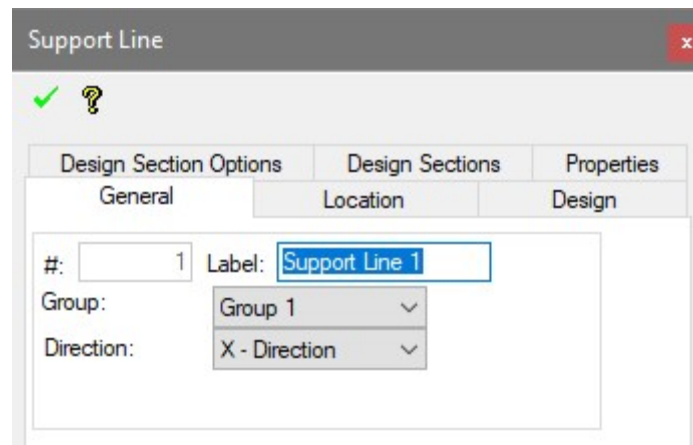 Support Line
x
?
Design Section Options Design Sections Properties
General Location Design
#: 1 Label: Support Line 1
Group: Group 1
Direction: X - Direction